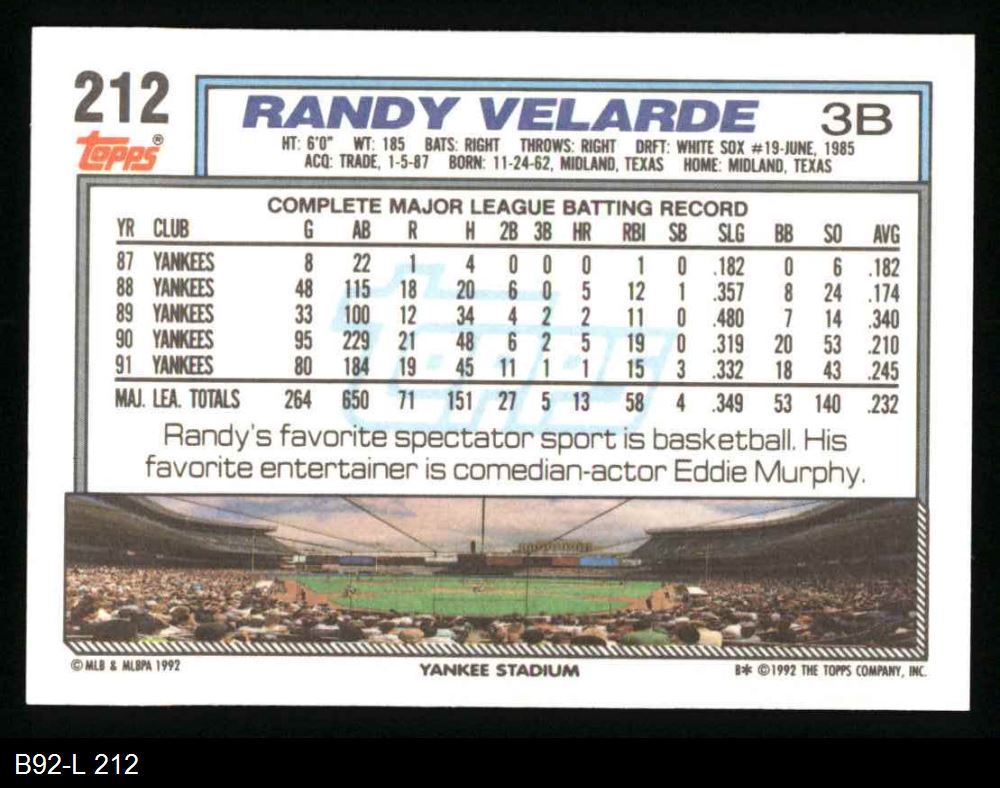 212
topps®
RANDY VELARDE 3B
HT: 6'0" WT: 185 BATS: RIGHT THROWS: RIGHT DRFT: WHITE SOX #19-JUNE, 1985
ACQ: TRADE, 1-5-87 BORN: 11-24-62, MIDLAND, TEXAS HOME: MIDLAND, TEXAS
COMPLETE MAJOR LEAGUE BATTING RECORD
YR CLUB G AB R H 2B 3B HR RBI SB SLG BB SO AVG
87 YANKEES 8 22 1 4 0 0 0 1 0 .182 0 6 .182
88 YANKEES 48 115 18 20 6 0 5 12 1 .357 8 24 .174
89 YANKEES 33 100 12 34 4 2 2 11 0 .480 7 14 .340
90 YANKEES 95 229 21 48 6 2 5 19 0 .319 20 53 .210
91 YANKEES 80 184 19 45 11 1 1 15 3 .332 18 43 .245
MAJ. LEA. TOTALS 264 650 71 151 27 5 13 58 4 .349 53 140 .232
topps
Randy's favorite spectator sport is basketball. His
favorite entertainer is comedian-actor Eddie Murphy.
© MLB & MLBPA 1992 YANKEE STADIUM B* © 1992 THE TOPPS COMPANY, INC.
B92-L 212